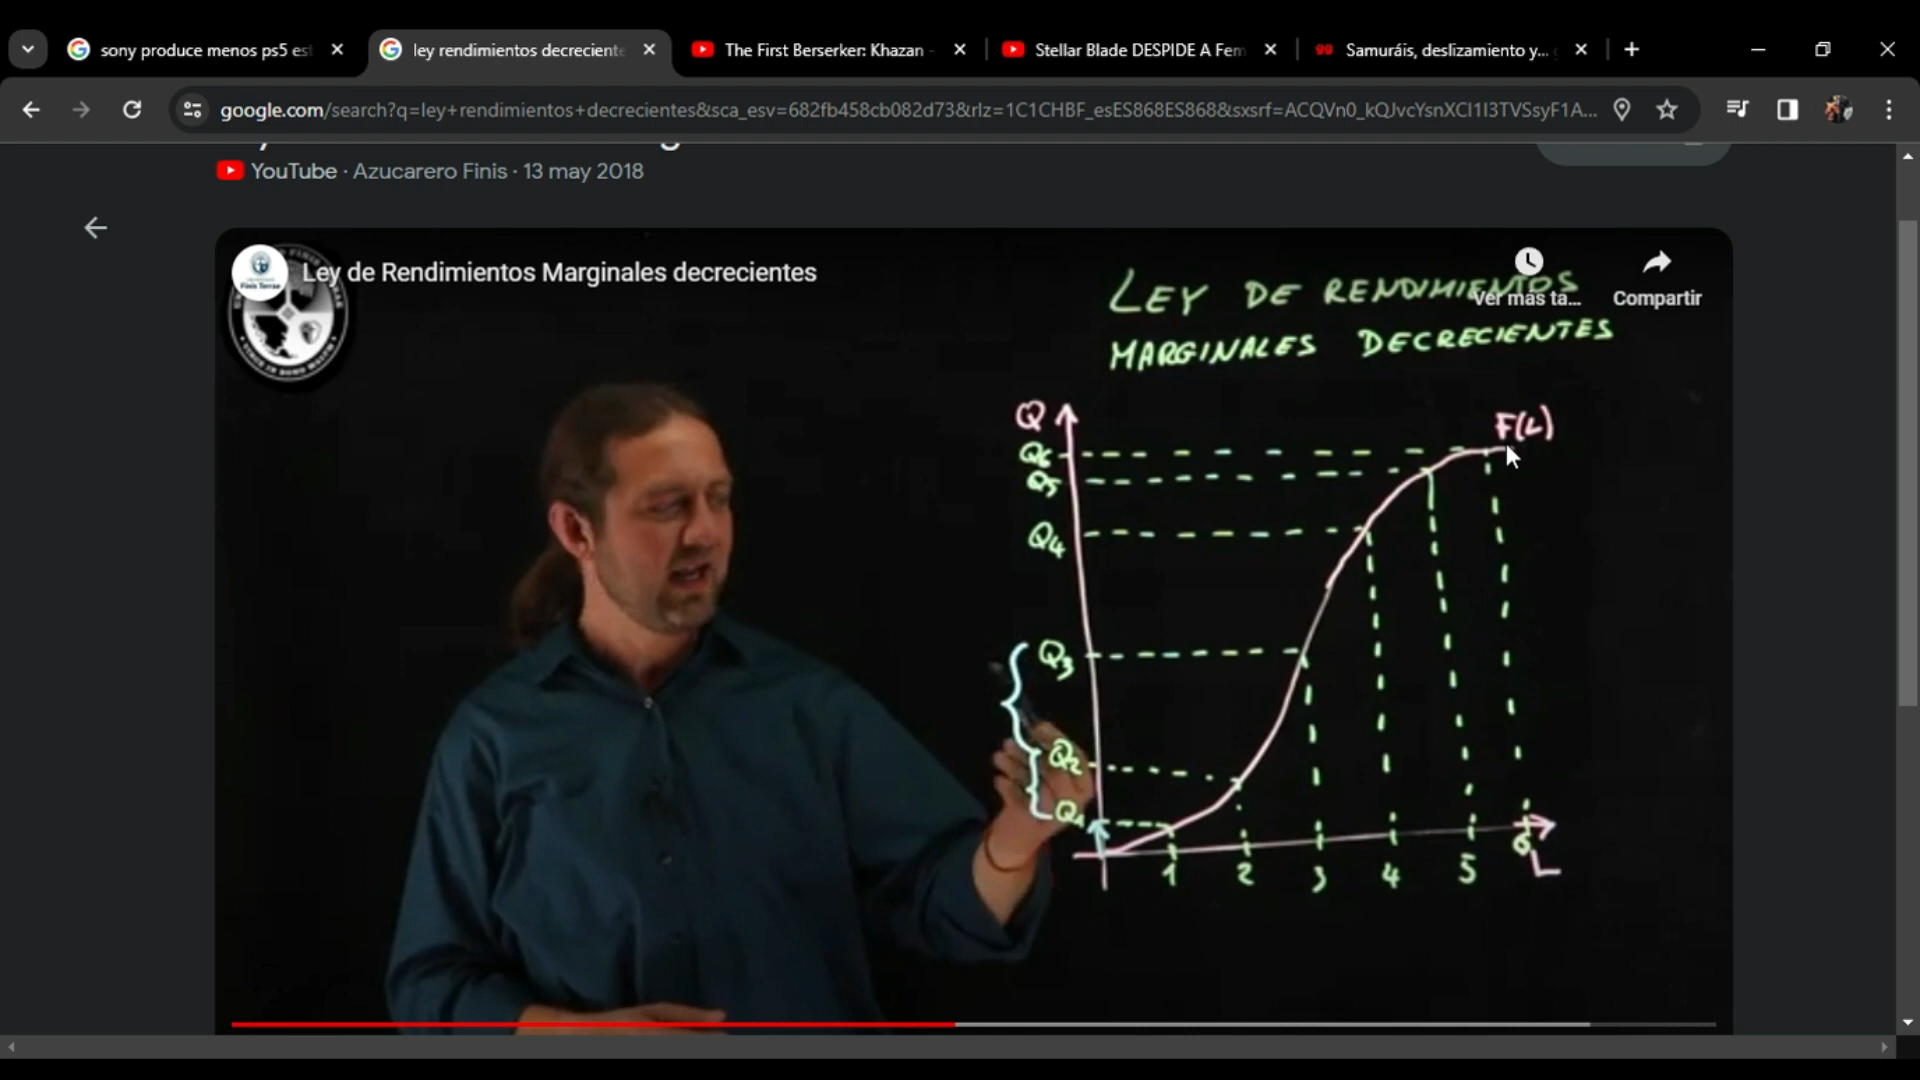 sony produce menos ps5 es
ley rendimientos decreciente
The First Berserker: Khazan -
Stellar Blade DESPIDE A Fem
Samuráis, deslizamiento y...
google.com/search?q=ley+rendimientos+decrecientes&sca_esv=682fb458cb082d73&rlz=1C1CHBF_esES868ES868&sxsrf=ACQVn0_kQJvcYsnXCl1I3TVSsyF1A...
YouTube · Azucarero Finis · 13 may 2018
Finis Terrae
Ley de Rendimientos Marginales decrecientes
Ver más ta...
Compartir
LEY DE RENDIMIENTOS
MARGINALES DECRECIENTES
Q
F(L)
Q6
Q5
Q4
Q3
Q2
Q1
1 2 3 4 5 6
L